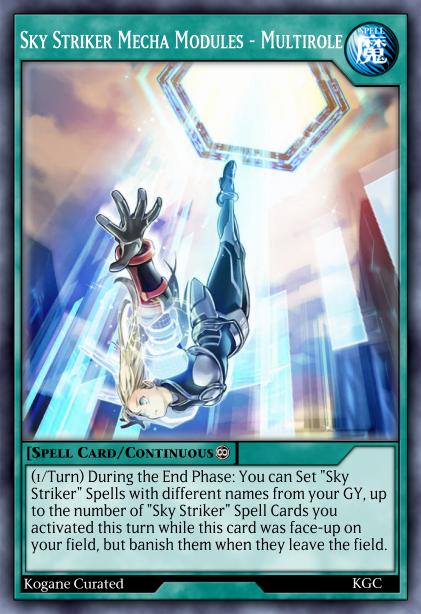 Sky Striker Mecha Modules - Multirole
SPELL
魔
[Spell Card/Continuous
(1/Turn) During the End Phase: You can Set "Sky
Striker" Spells with different names from your GY, up
to the number of "Sky Striker" Spell Cards you
activated this turn while this card was face-up on
your field, but banish them when they leave the field.
Kogane Curated
KGC